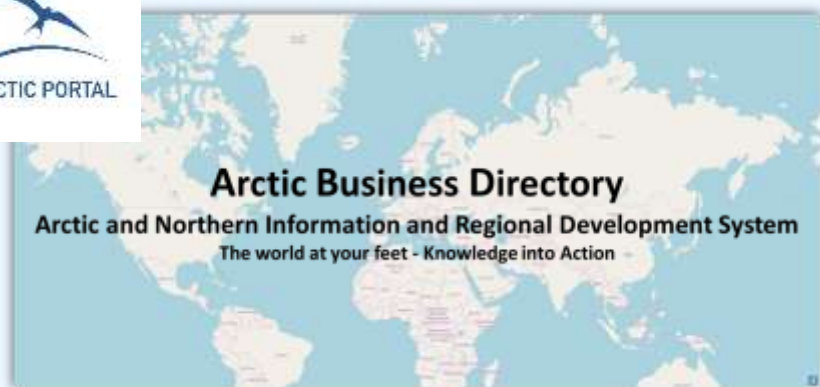 CTIC PORTAL
Arctic Business Directory
Arctic and Northern Information and Regional Development System
The world at your feet - Knowledge into Action